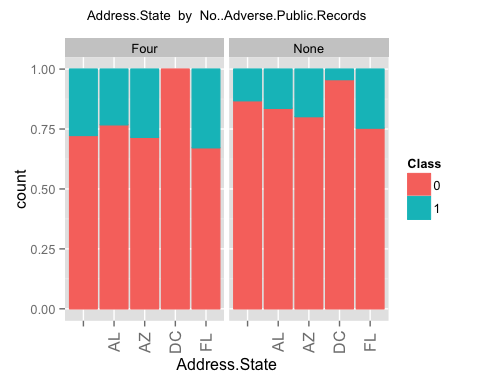 Address.State by No..Adverse.Public.Records
Four
None
1.00
0.75
0.50
0.25
0.00
count
AL
AZ
DC
FL
AL
AZ
DC
FL
Address.State
Class
0
1